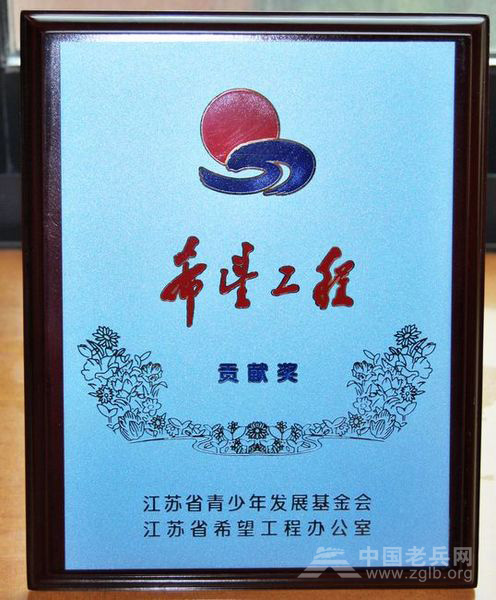 希望工程
贡献奖
江苏省青少年发展基金会
江苏省希望工程办公室
中国老兵网
www.zglb.org